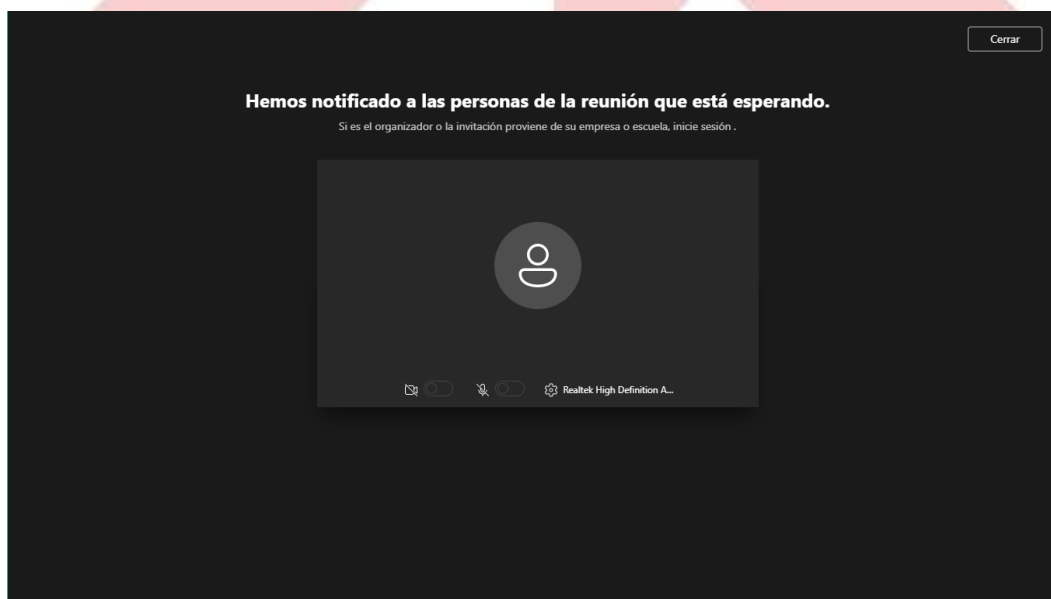 Cerrar
Hemos notificado a las personas de la reunión que está esperando.
Si es el organizador o la invitación proviene de su empresa o escuela, inicie sesión .
Realtek High Definition A...